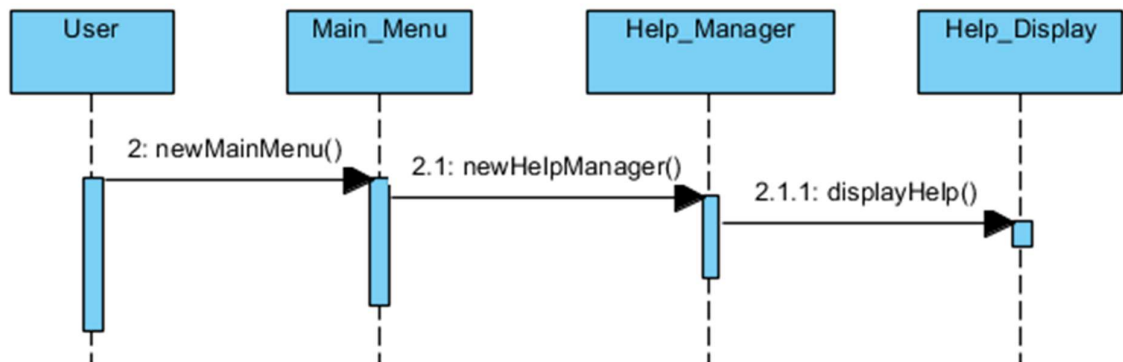 User
Main_Menu
Help_Manager
Help_Display
2: newMainMenu()
2.1: newHelpManager()
2.1.1: displayHelp()